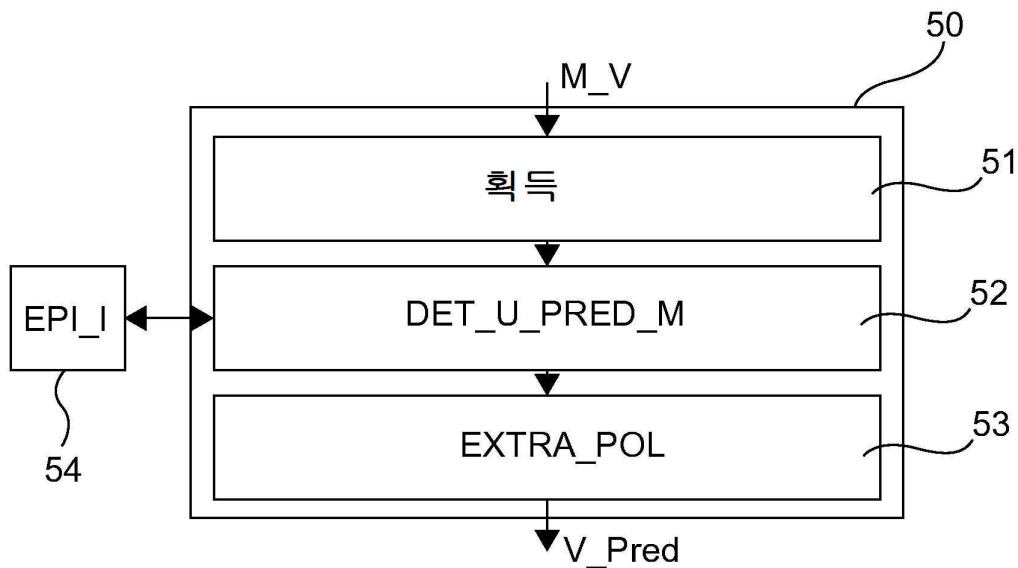 50
M_V
획득
51
EPI_I
DET_U_PRED_M
52
54
EXTRA_POL
53
V_Pred